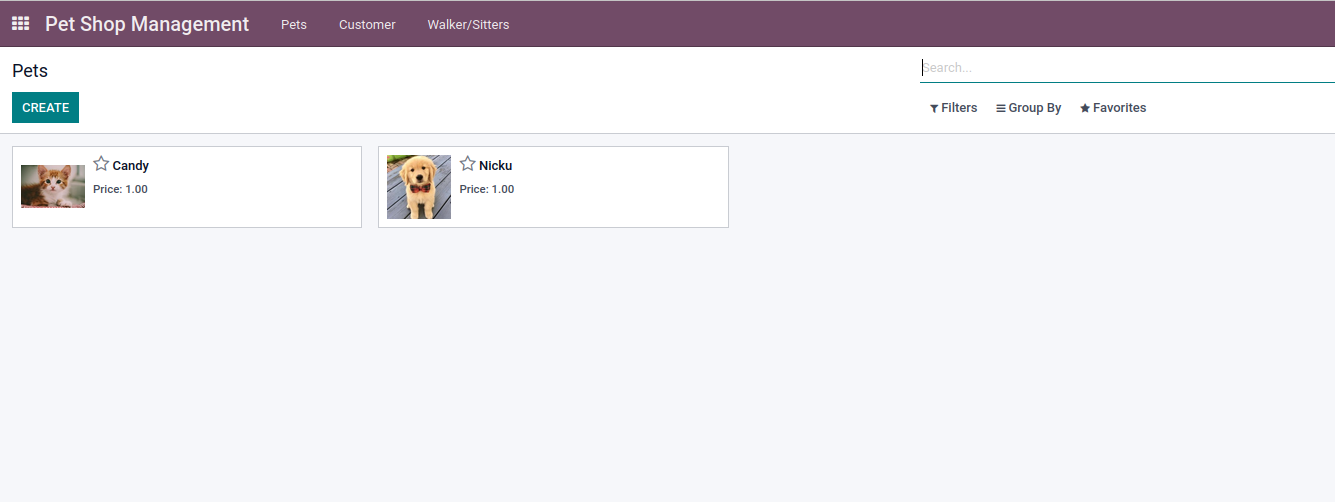 Pet Shop Management Pets Customer Walker/Sitters
Pets
Search...
CREATE
Filters Group By Favorites
Candy
Price: 1.00
Nicku
Price: 1.00